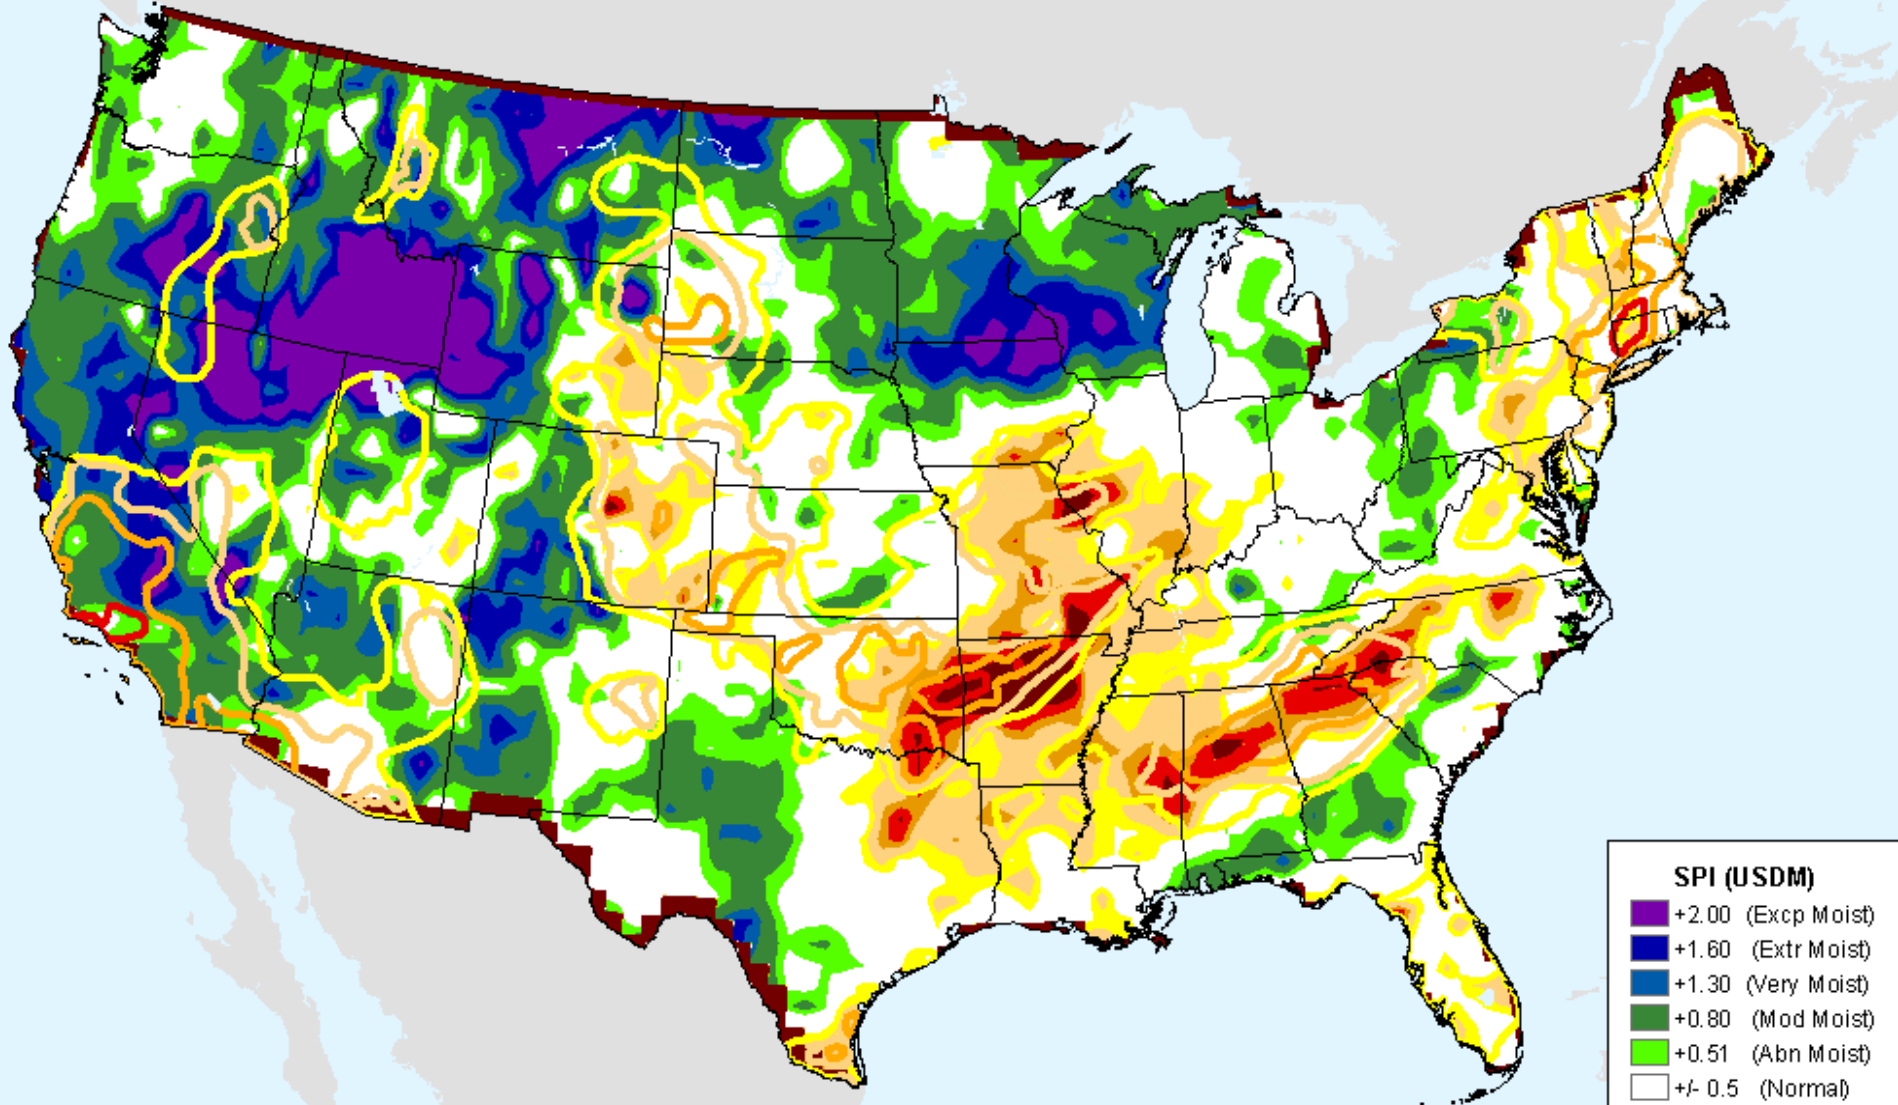 SPI (USDM)
+2.00 (Excp Moist)
+1.60 (Extr Moist)
+1.30 (Very Moist)
+0.80 (Mod Moist)
+0.51 (Abn Moist)
+/- 0.5 (Normal)